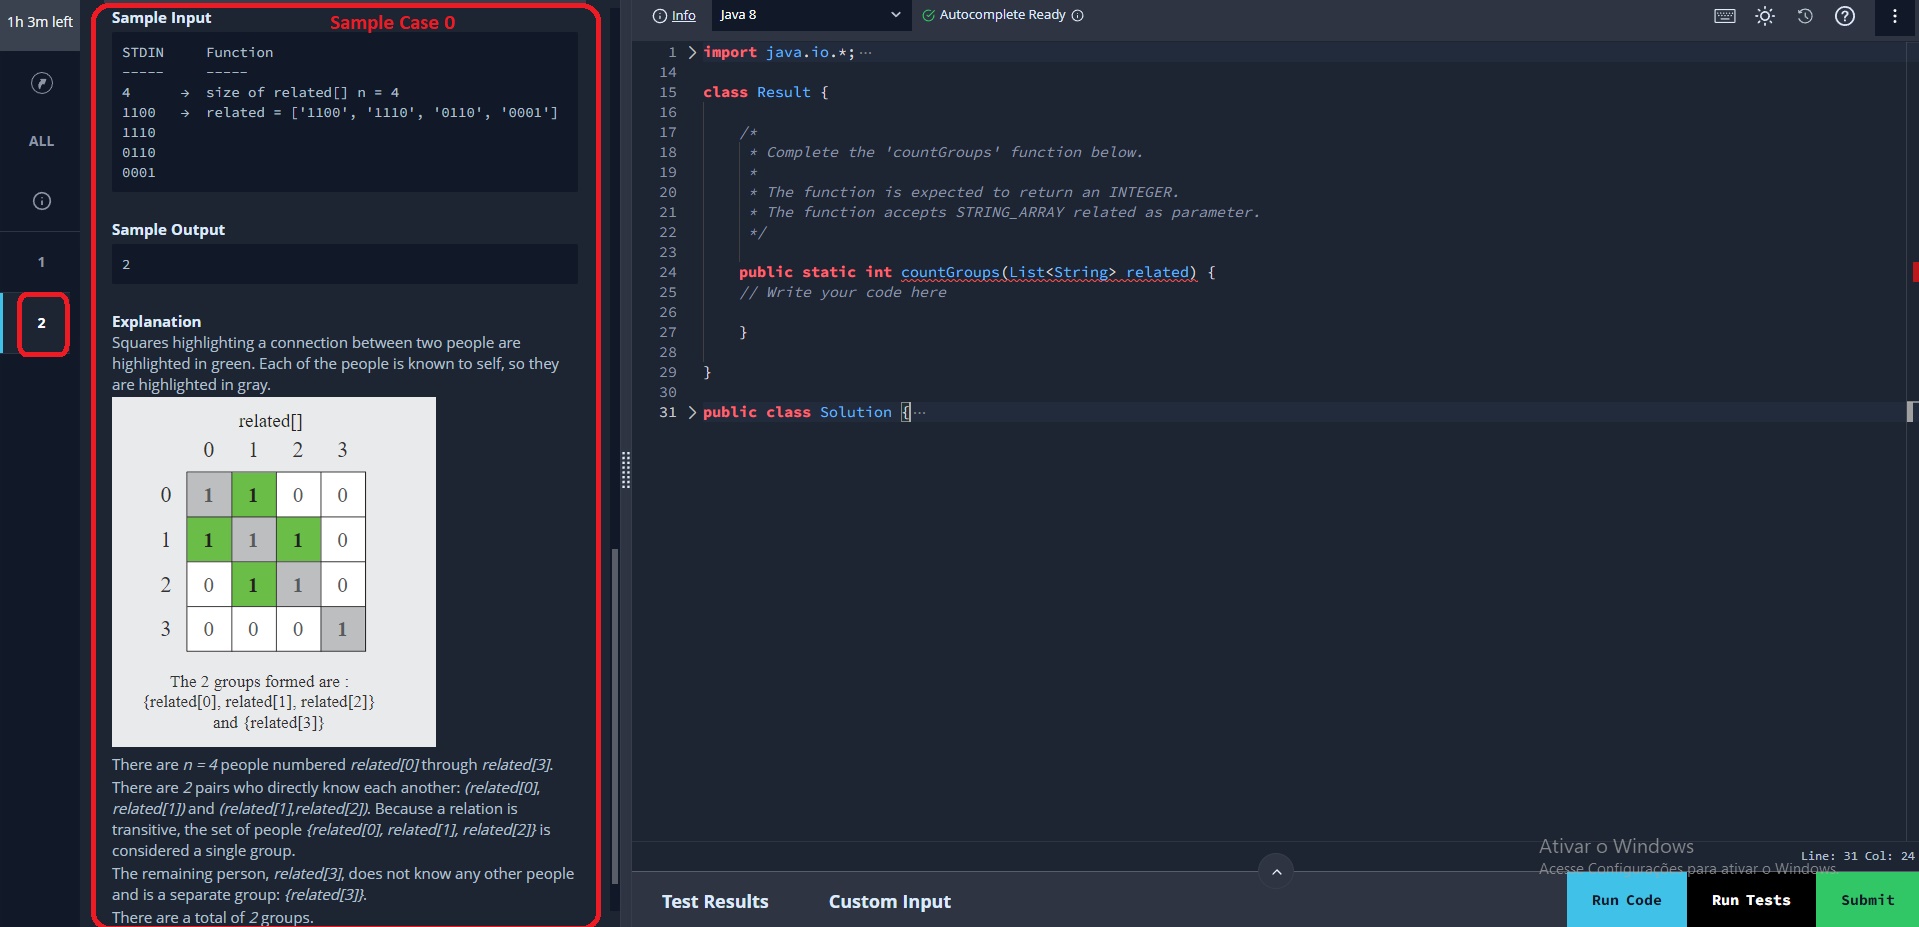 1h 3m left
ALL
1
2
Sample Input
Sample Case 0
STDIN Function
----- -----
4 → size of related[] n = 4
1100 → related = ['1100', '1110', '0110', '0001']
1110
0110
0001
Sample Output
2
Explanation
Squares highlighting a connection between two people are
highlighted in green. Each of the people is known to self, so they
are highlighted in gray.
related[]
0 1 2 3
0 1 1 0 0
1 1 1 1 0
2 0 1 1 0
3 0 0 0 1
The 2 groups formed are :
{related[0], related[1], related[2]}
and {related[3]}
There are n = 4 people numbered related[0] through related[3].
There are 2 pairs who directly know each another: (related[0],
related[1]) and (related[1],related[2]). Because a relation is
transitive, the set of people {related[0], related[1], related[2]} is
considered a single group.
The remaining person, related[3], does not know any other people
and is a separate group: {related[3]}.
There are a total of 2 groups.
Info
Java 8
Autocomplete Ready
1 import java.io.*; ···
14
15 class Result {
16
17 /*
18 * Complete the 'countGroups' function below.
19 *
20 * The function is expected to return an INTEGER.
21 * The function accepts STRING_ARRAY related as parameter.
22 */
23
24 public static int countGroups(List<String> related) {
25 // Write your code here
26
27 }
28
29 }
30
31 public class Solution { ···
Ativar o Windows
Acesse Configurações para ativar o Windows.
Line: 31 Col: 24
Test Results
Custom Input
Run Code
Run Tests
Submit